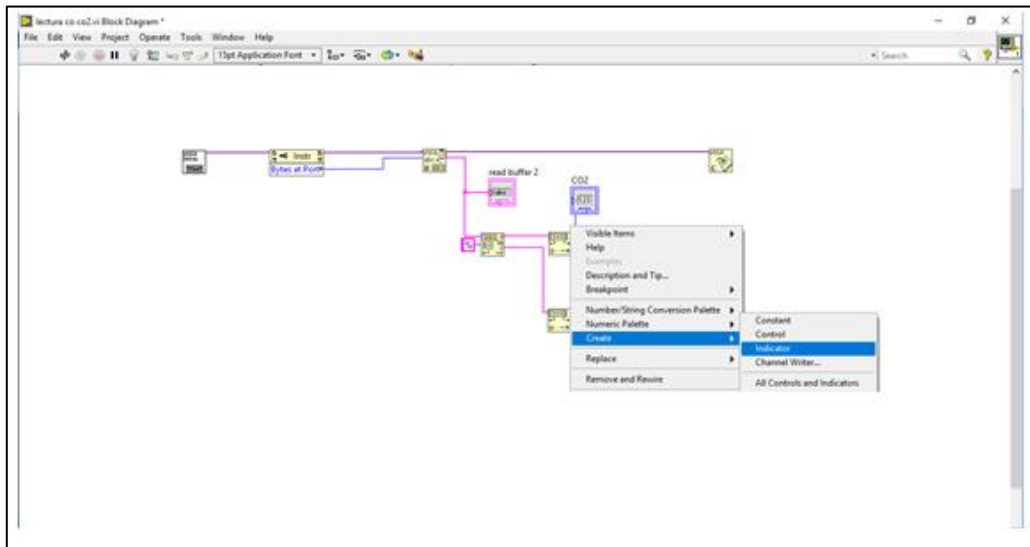 lectura co co2.vi Block Diagram *
File Edit View Project Operate Tools Window Help
15pt Application Font
Search
Instr
Bytes at Port
read buffer 2
abc
CO2
Visible Items
Help
Examples
Description and Tip...
Breakpoint
Number/String Conversion Palette
Numeric Palette
Create
Replace
Remove and Rewire
Constant
Control
Indicator
Channel Writer...
All Controls and Indicators